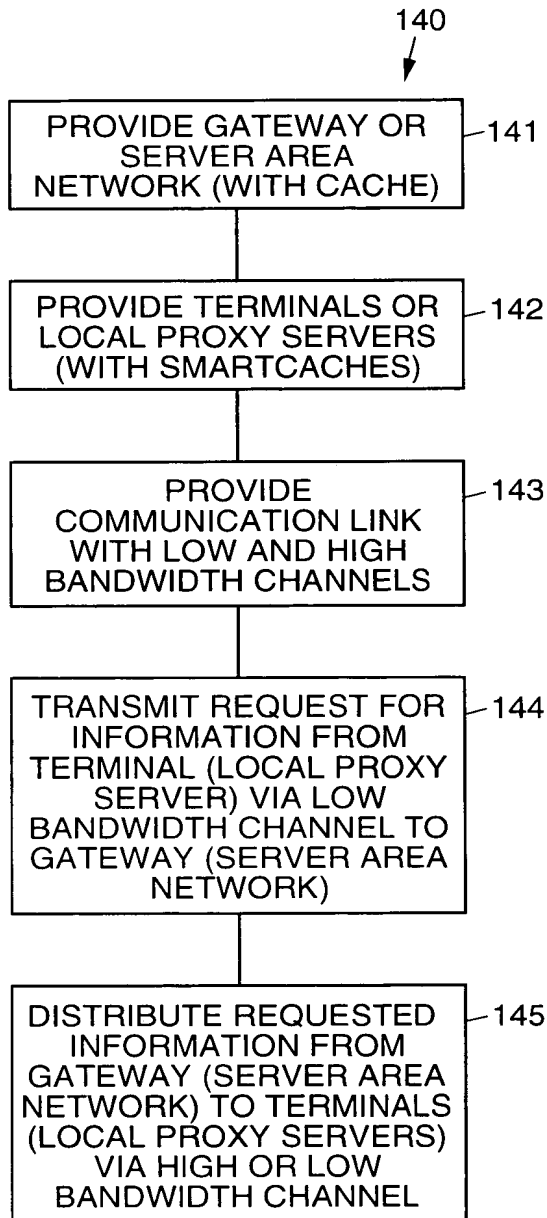 140
PROVIDE GATEWAY OR
SERVER AREA
NETWORK (WITH CACHE)
141
PROVIDE TERMINALS OR
LOCAL PROXY SERVERS
(WITH SMARTCACHES)
142
PROVIDE
COMMUNICATION LINK
WITH LOW AND HIGH
BANDWIDTH CHANNELS
143
TRANSMIT REQUEST FOR
INFORMATION FROM
TERMINAL (LOCAL PROXY
SERVER) VIA LOW
BANDWIDTH CHANNEL TO
GATEWAY (SERVER AREA
NETWORK)
144
DISTRIBUTE REQUESTED
INFORMATION FROM
GATEWAY (SERVER AREA
NETWORK) TO TERMINALS
(LOCAL PROXY SERVERS)
VIA HIGH OR LOW
BANDWIDTH CHANNEL
145